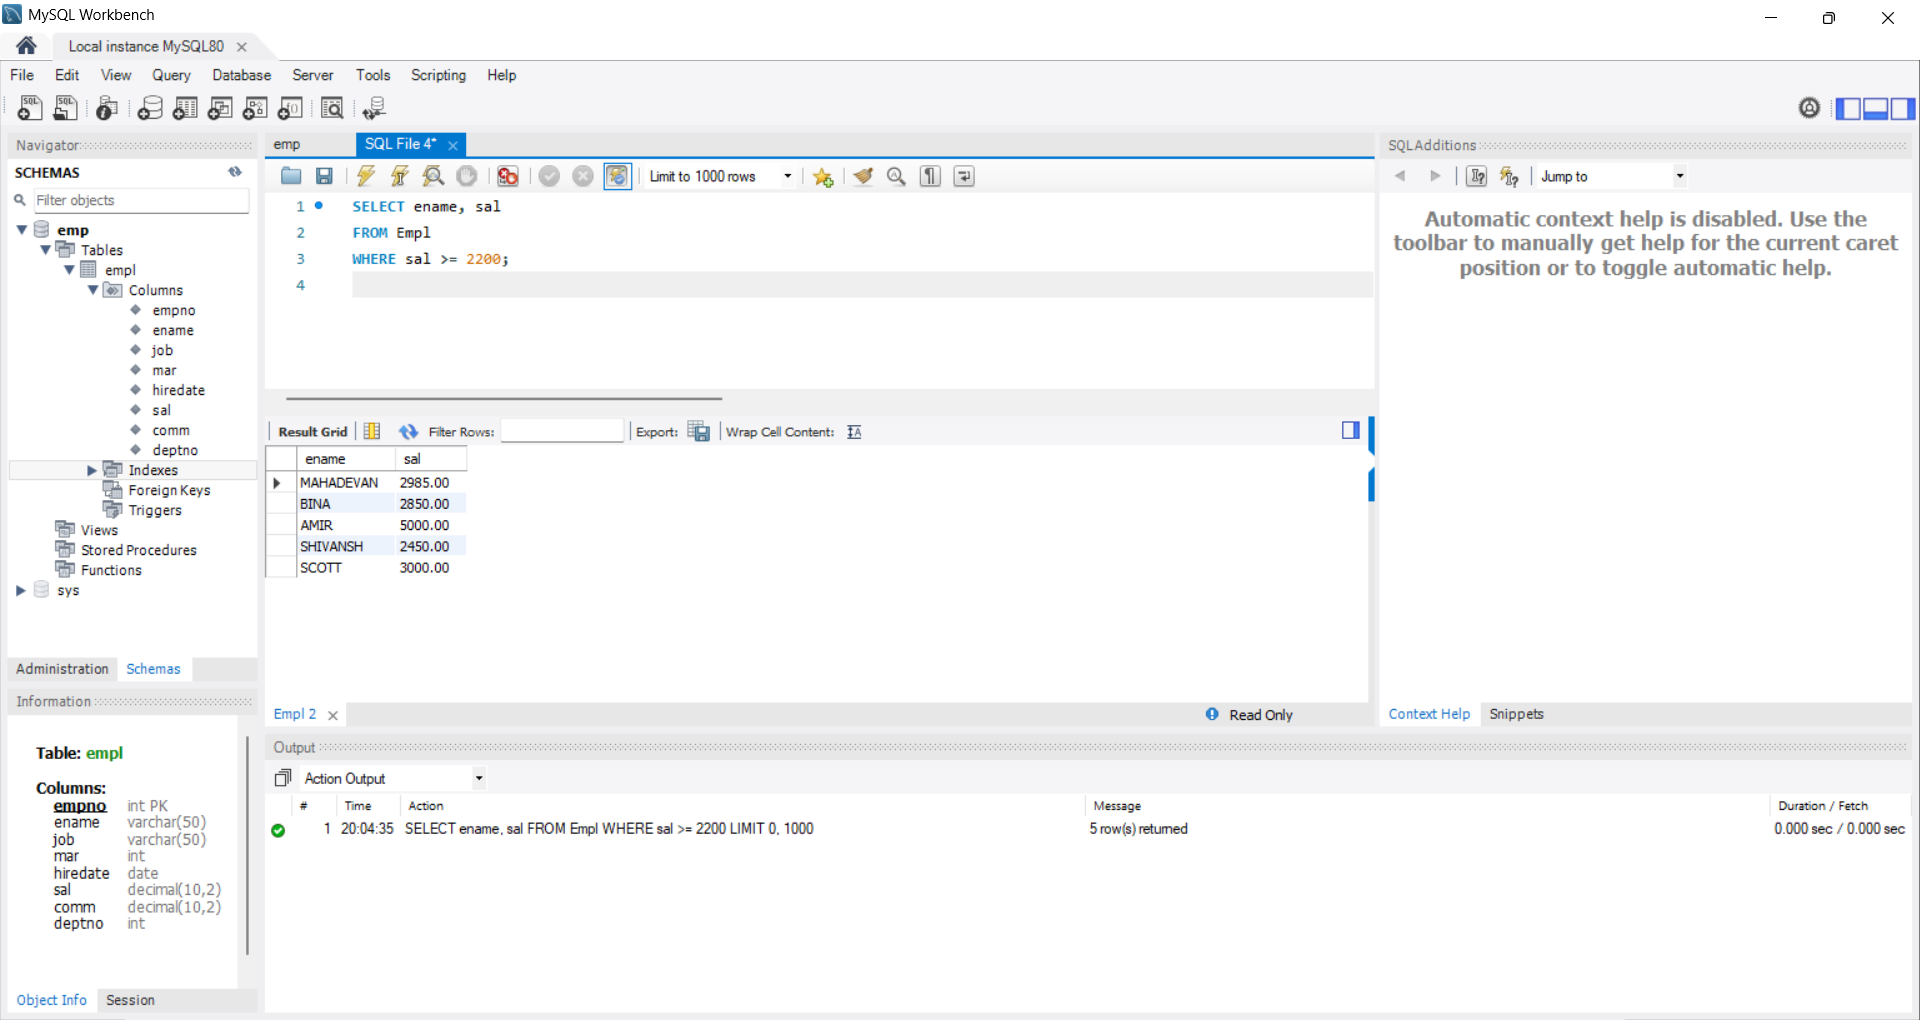 MySQL Workbench
Local instance MySQL80
File Edit View Query Database Server Tools Scripting Help
Navigator
SCHEMAS
Filter objects
emp
Tables
empl
Columns
empno
ename
job
mar
hiredate
sal
comm
deptno
Indexes
Foreign Keys
Triggers
Views
Stored Procedures
Functions
sys
Administration Schemas
Information
Table: empl
Columns:
empno int PK
ename varchar(50)
job varchar(50)
mar int
hiredate date
sal decimal(10,2)
comm decimal(10,2)
deptno int
Object Info Session
emp SQL File 4*
Limit to 1000 rows
1 SELECT ename, sal
2 FROM Empl
3 WHERE sal >= 2200;
4
Result Grid Filter Rows: Export: Wrap Cell Content:
ename sal
MAHADEVAN 2985.00
BINA 2850.00
AMIR 5000.00
SHIVANSH 2450.00
SCOTT 3000.00
Empl 2 Read Only
SQLAdditions
Jump to
Automatic context help is disabled. Use the
toolbar to manually get help for the current caret
position or to toggle automatic help.
Context Help Snippets
Output
Action Output
# Time Action Message Duration / Fetch
1 20:04:35 SELECT ename, sal FROM Empl WHERE sal >= 2200 LIMIT 0, 1000 5 row(s) returned 0.000 sec / 0.000 sec